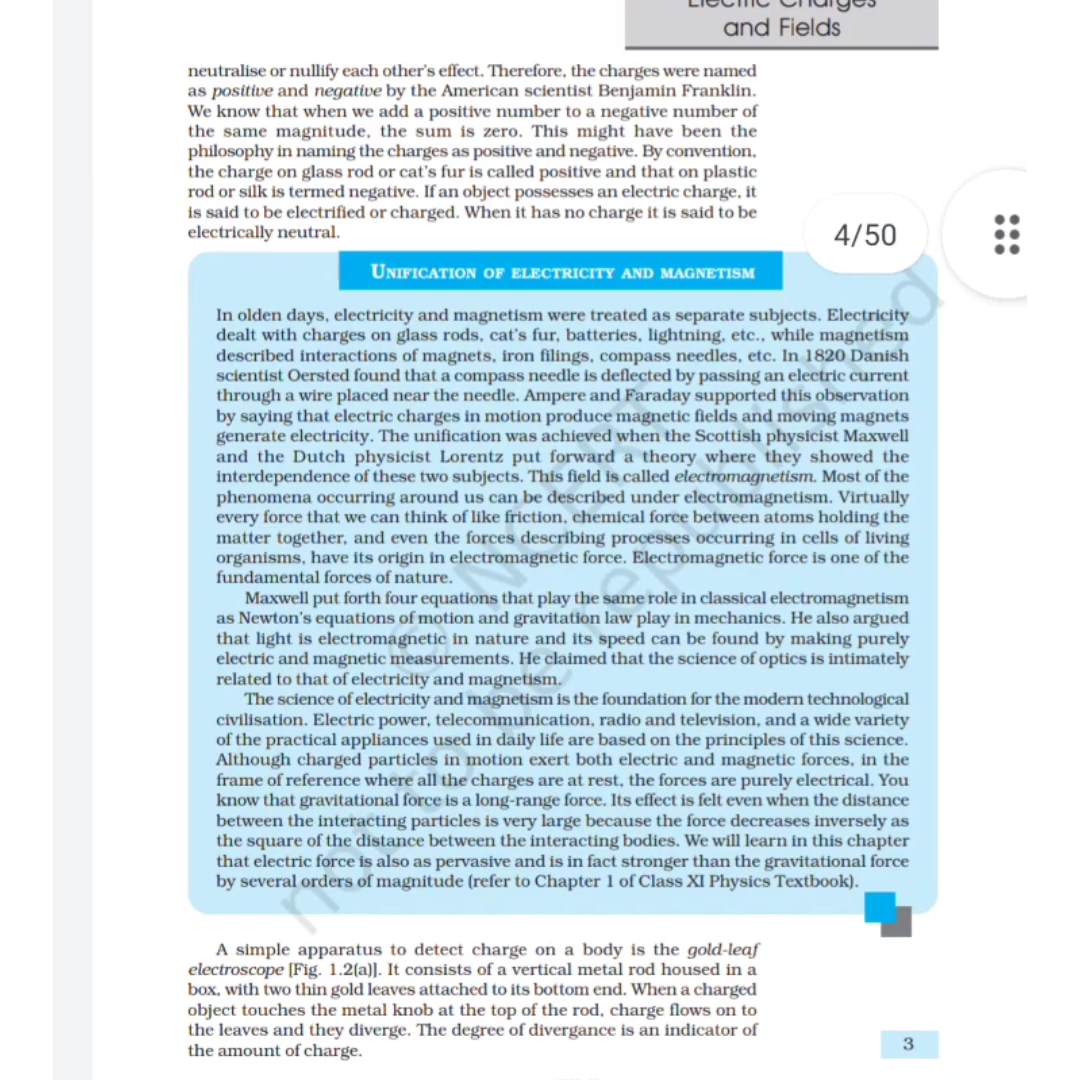 Electric Charges
and Fields
neutralise or nullify each other's effect. Therefore, the charges were named
as positive and negative by the American scientist Benjamin Franklin.
We know that when we add a positive number to a negative number of
the same magnitude, the sum is zero. This might have been the
philosophy in naming the charges as positive and negative. By convention,
the charge on glass rod or cat's fur is called positive and that on plastic
rod or silk is termed negative. If an object possesses an electric charge, it
is said to be electrified or charged. When it has no charge it is said to be
electrically neutral.
4/50
UNIFICATION OF ELECTRICITY AND MAGNETISM
In olden days, electricity and magnetism were treated as separate subjects. Electricity
dealt with charges on glass rods, cat's fur, batteries, lightning, etc., while magnetism
described interactions of magnets, iron filings, compass needles, etc. In 1820 Danish
scientist Oersted found that a compass needle is deflected by passing an electric current
through a wire placed near the needle. Ampere and Faraday supported this observation
by saying that electric charges in motion produce magnetic fields and moving magnets
generate electricity. The unification was achieved when the Scottish physicist Maxwell
and the Dutch physicist Lorentz put forward a theory where they showed the
interdependence of these two subjects. This field is called electromagnetism. Most of the
phenomena occurring around us can be described under electromagnetism. Virtually
every force that we can think of like friction, chemical force between atoms holding the
matter together, and even the forces describing processes occurring in cells of living
organisms, have its origin in electromagnetic force. Electromagnetic force is one of the
fundamental forces of nature.
Maxwell put forth four equations that play the same role in classical electromagnetism
as Newton's equations of motion and gravitation law play in mechanics. He also argued
that light is electromagnetic in nature and its speed can be found by making purely
electric and magnetic measurements. He claimed that the science of optics is intimately
related to that of electricity and magnetism.
The science of electricity and magnetism is the foundation for the modern technological
civilisation. Electric power, telecommunication, radio and television, and a wide variety
of the practical appliances used in daily life are based on the principles of this science.
Although charged particles in motion exert both electric and magnetic forces, in the
frame of reference where all the charges are at rest, the forces are purely electrical. You
know that gravitational force is a long-range force. Its effect is felt even when the distance
between the interacting particles is very large because the force decreases inversely as
the square of the distance between the interacting bodies. We will learn in this chapter
that electric force is also as pervasive and is in fact stronger than the gravitational force
by several orders of magnitude (refer to Chapter 1 of Class XI Physics Textbook).
© NCERT
not to be republished
A simple apparatus to detect charge on a body is the gold-leaf
electroscope [Fig. 1.2(a)]. It consists of a vertical metal rod housed in a
box, with two thin gold leaves attached to its bottom end. When a charged
object touches the metal knob at the top of the rod, charge flows on to
the leaves and they diverge. The degree of divergance is an indicator of
the amount of charge.
3